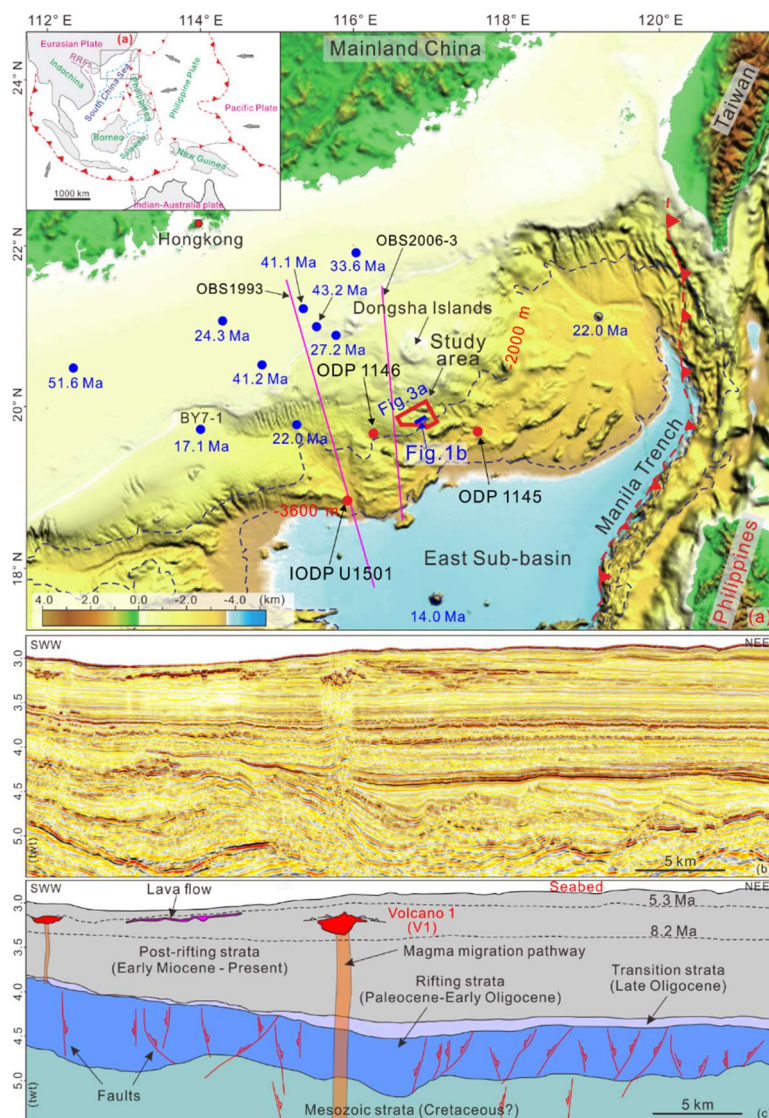 112° E
114° E
116° E
118° E
120° E
24° N
22° N
20° N
18° N
Eurasian Plate
(a)
RRFs
Indochina
South China Sea
Philippines
Philippine Plate
Pacific Plate
Borneo
New Guinea
1000 km
Indian-Australia plate
Mainland China
Taiwan
Hongkong
OBS1993
41.1 Ma
33.6 Ma
OBS2006-3
43.2 Ma
Dongsha Islands
-2000 m
24.3 Ma
27.2 Ma
Study
area
22.0 Ma
51.6 Ma
41.2 Ma
ODP 1146
Fig.3a
BY7-1
17.1 Ma
22.0 Ma
Fig.1b
ODP 1145
Manila Trench
-3600 m
IODP U1501
East Sub-basin
Philippines
4.0 2.0 0.0 -2.0 -4.0 (km)
14.0 Ma
(a)
SWW
NEE
3.0
3.5
4.0
4.5
5.0
(twt)
5 km
(b)
SWW
Lava flow
Seabed
NEE
3.0
5.3 Ma
Volcano 1
(V1)
8.2 Ma
3.5
Post-rifting strata
(Early Miocene - Present)
Magma migration pathway
Rifting strata
(Paleocene-Early Oligocene)
Transition strata
(Late Oligocene)
4.0
4.5
5.0
(twt)
Faults
Mesozoic strata (Cretaceous?)
5 km
(c)